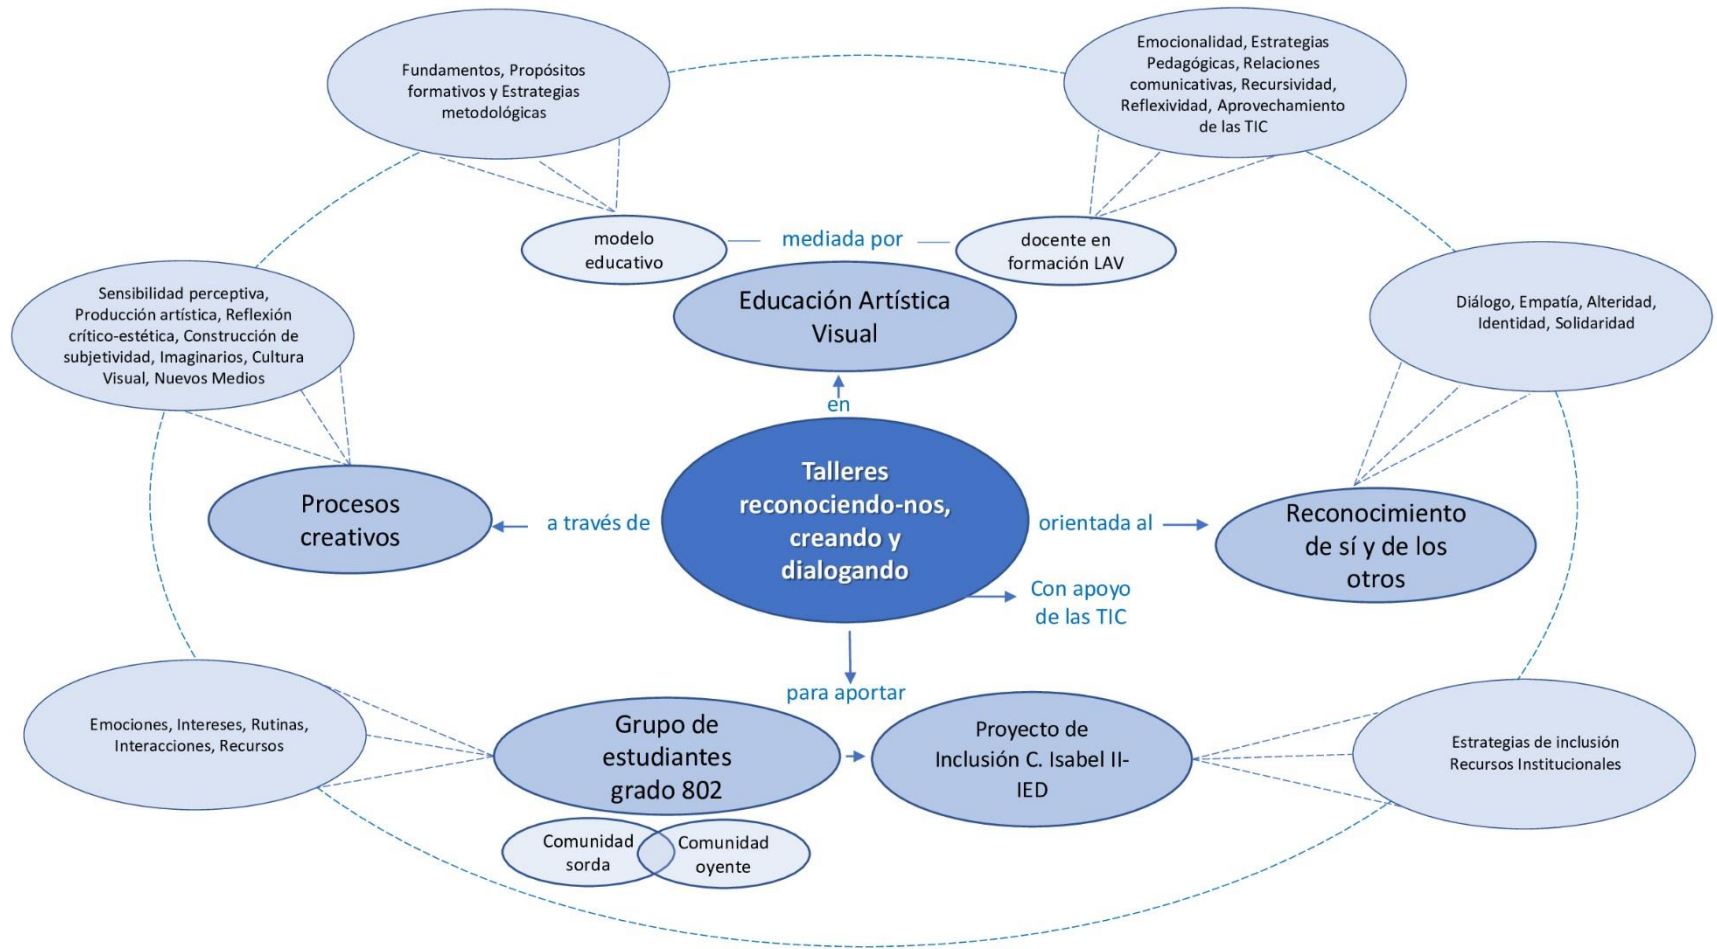 Fundamentos, Propósitos
formativos y Estrategias
metodológicas
Emocionalidad, Estrategias
Pedagógicas, Relaciones
comunicativas, Recursividad,
Reflexividad, Aprovechamiento
de las TIC
modelo
educativo
mediada por
docente en
formación LAV
Educación Artística
Visual
Sensibilidad perceptiva,
Producción artística, Reflexión
crítico-estética, Construcción de
subjetividad, Imaginarios, Cultura
Visual, Nuevos Medios
Diálogo, Empatía, Alteridad,
Identidad, Solidaridad
en
Talleres
reconociendo-nos,
creando y
dialogando
Procesos
creativos
a través de
orientada al
Reconocimiento
de sí y de los
otros
Con apoyo
de las TIC
para aportar
Emociones, Intereses, Rutinas,
Interacciones, Recursos
Grupo de
estudiantes
grado 802
Proyecto de
Inclusión C. Isabel II-
IED
Estrategias de inclusión
Recursos Institucionales
Comunidad
sorda
Comunidad
oyente